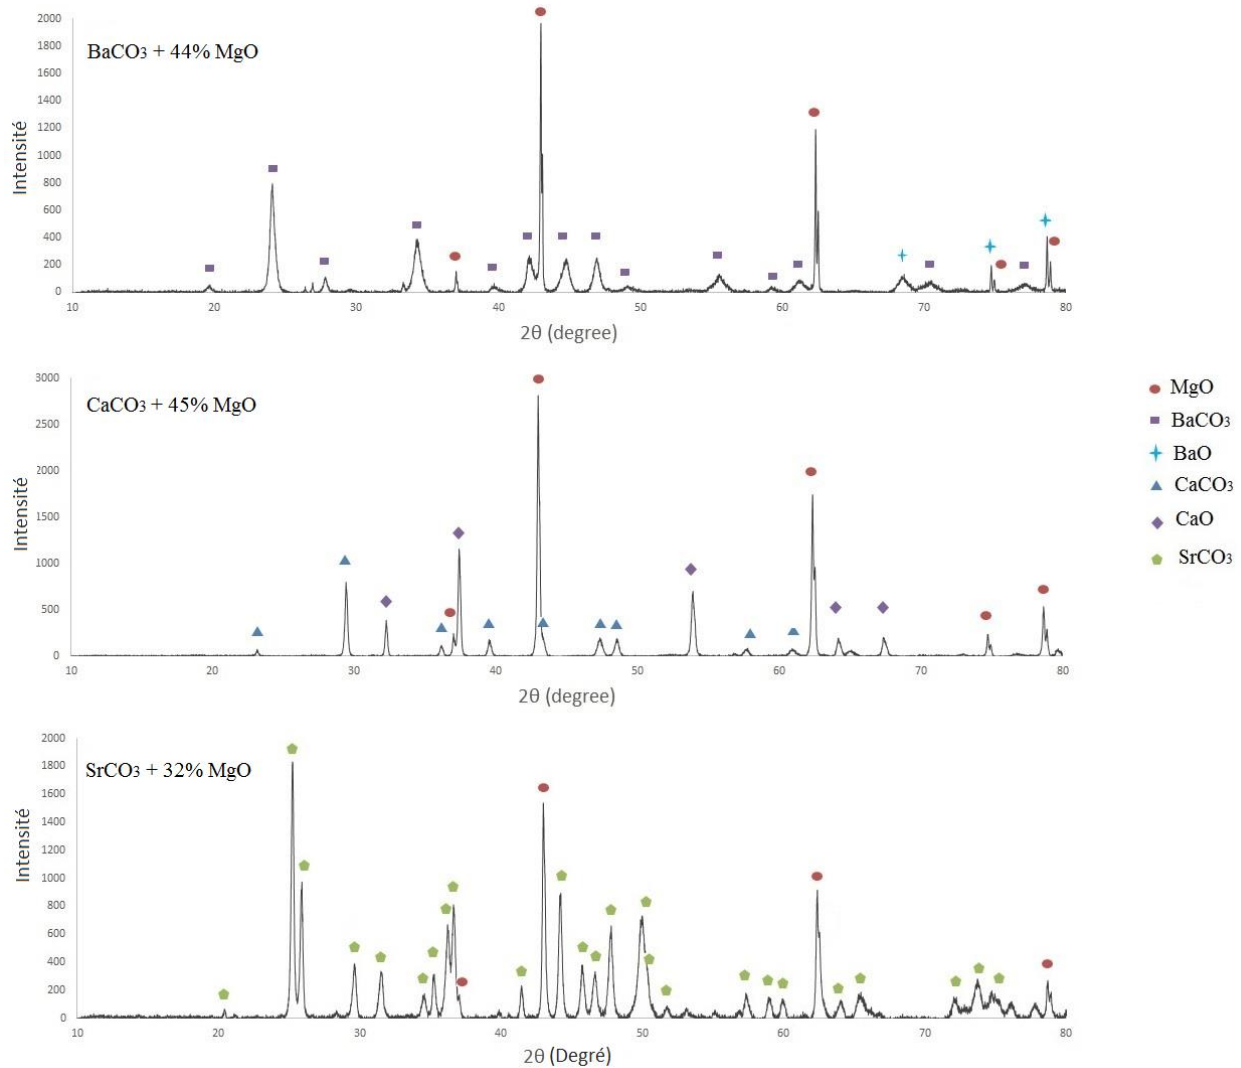 2000
1800
1600
1400
1200
1000
800
600
400
200
0
Intensité
BaCO3 + 44% MgO
10 20 30 40 50 60 70 80
2θ (degree)
3000
2500
2000
1500
1000
500
0
Intensité
CaCO3 + 45% MgO
10 20 30 40 50 60 70 80
2θ (degree)
MgO
BaCO3
BaO
CaCO3
CaO
SrCO3
2000
1800
1600
1400
1200
1000
800
600
400
200
0
Intensité
SrCO3 + 32% MgO
10 20 30 40 50 60 70 80
2θ (Degré)